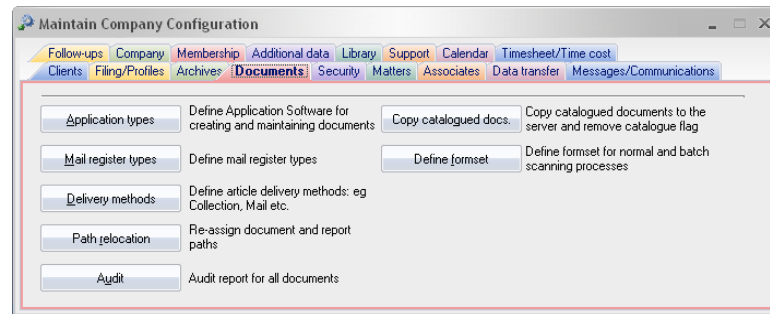 Maintain Company Configuration
Follow-ups Company Membership Additional data Library Support Calendar Timesheet/Time cost
Clients Filing/Profiles Archives Documents Security Matters Associates Data transfer Messages/Communications
Application types
Define Application Software for
creating and maintaining documents
Copy catalogued docs.
Copy catalogued documents to the
server and remove catalogue flag
Mail register types
Define mail register types
Define formset
Define formset for normal and batch
scanning processes
Delivery methods
Define article delivery methods: eg
Collection, Mail etc.
Path relocation
Re-assign document and report
paths
Audit
Audit report for all documents